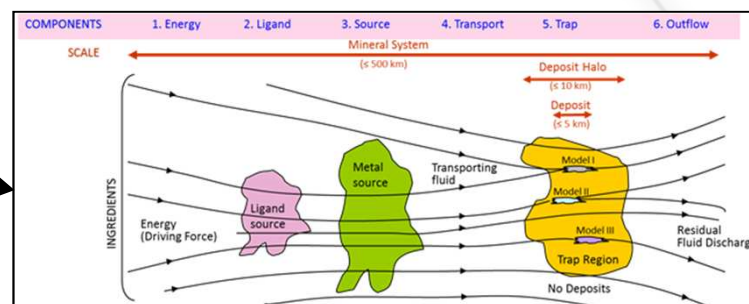 COMPONENTS 1. Energy 2. Ligand 3. Source 4. Transport 5. Trap 6. Outflow
SCALE
Mineral System
(≤ 500 km)
Deposit Halo
(≤ 10 km)
Deposit
(≤ 5 km)
INGREDIENTS
Energy
(Driving Force)
Ligand
source
Metal
source
Transporting
fluid
Model I
Model II
Model III
Trap Region
No Deposits
Residual
Fluid Discharge